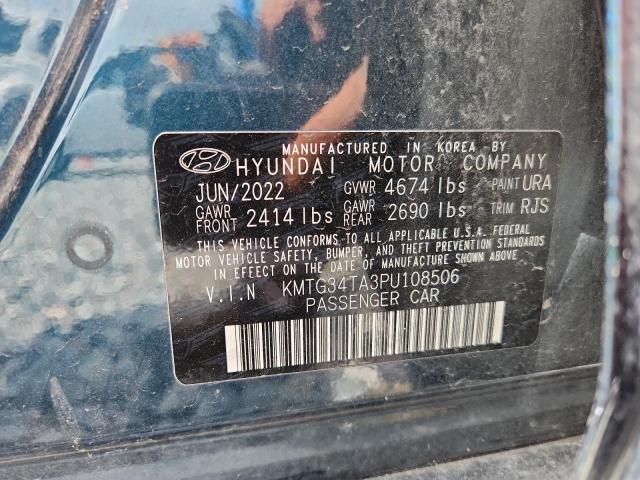 MANUFACTURED IN KOREA BY
HYUNDAI MOTOR COMPANY
JUN/2022 GVWR 4674 lbs PAINT URA
GAWR FRONT 2414 lbs GAWR REAR 2690 lbs TRIM RJS
THIS VEHICLE CONFORMS TO ALL APPLICABLE U.S.A. FEDERAL
MOTOR VEHICLE SAFETY, BUMPER, AND THEFT PREVENTION STANDARDS
IN EFFECT ON THE DATE OF MANUFACTURE SHOWN ABOVE.
V.I.N KMTG34TA3PU108506
PASSENGER CAR